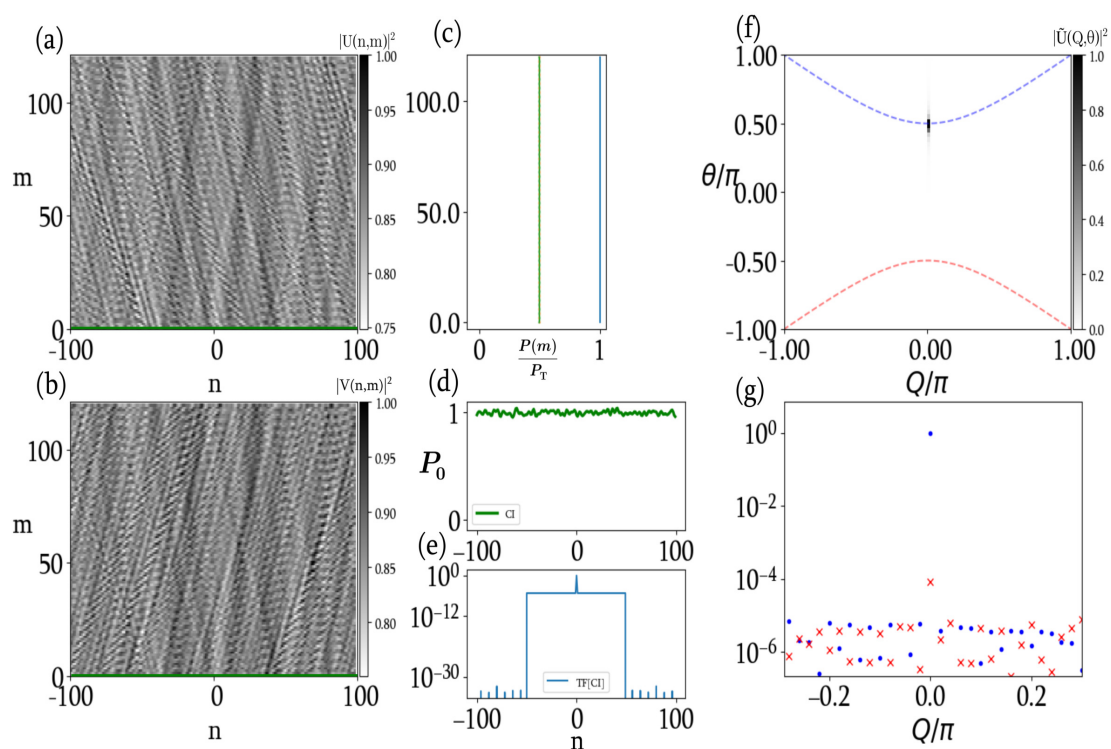 (a)
|U(n,m)|²
1.00
0.95
0.90
0.85
0.80
0.75
100
m
50
0
-100
0
100
n
(b)
|V(n,m)|²
1.00
0.95
0.90
0.85
0.80
100
m
50
0
-100
0
100
n
(c)
100.0
50.0
0.0
0
P(m)
P_T
1
(d)
1
P₀
0
CI
−100
0
100
(e)
10⁰
10⁻¹²
10⁻³⁰
TF[CI]
−100
0
100
n
(f)
|Ũ(Q,θ)|²
1.0
0.8
0.6
0.4
0.2
0.0
1.00
0.50
θ/π
0.00
-0.50
-1.00
-1.00
0.00
1.00
Q/π
(g)
10⁰
10⁻²
10⁻⁴
10⁻⁶
−0.2
0.0
0.2
Q/π